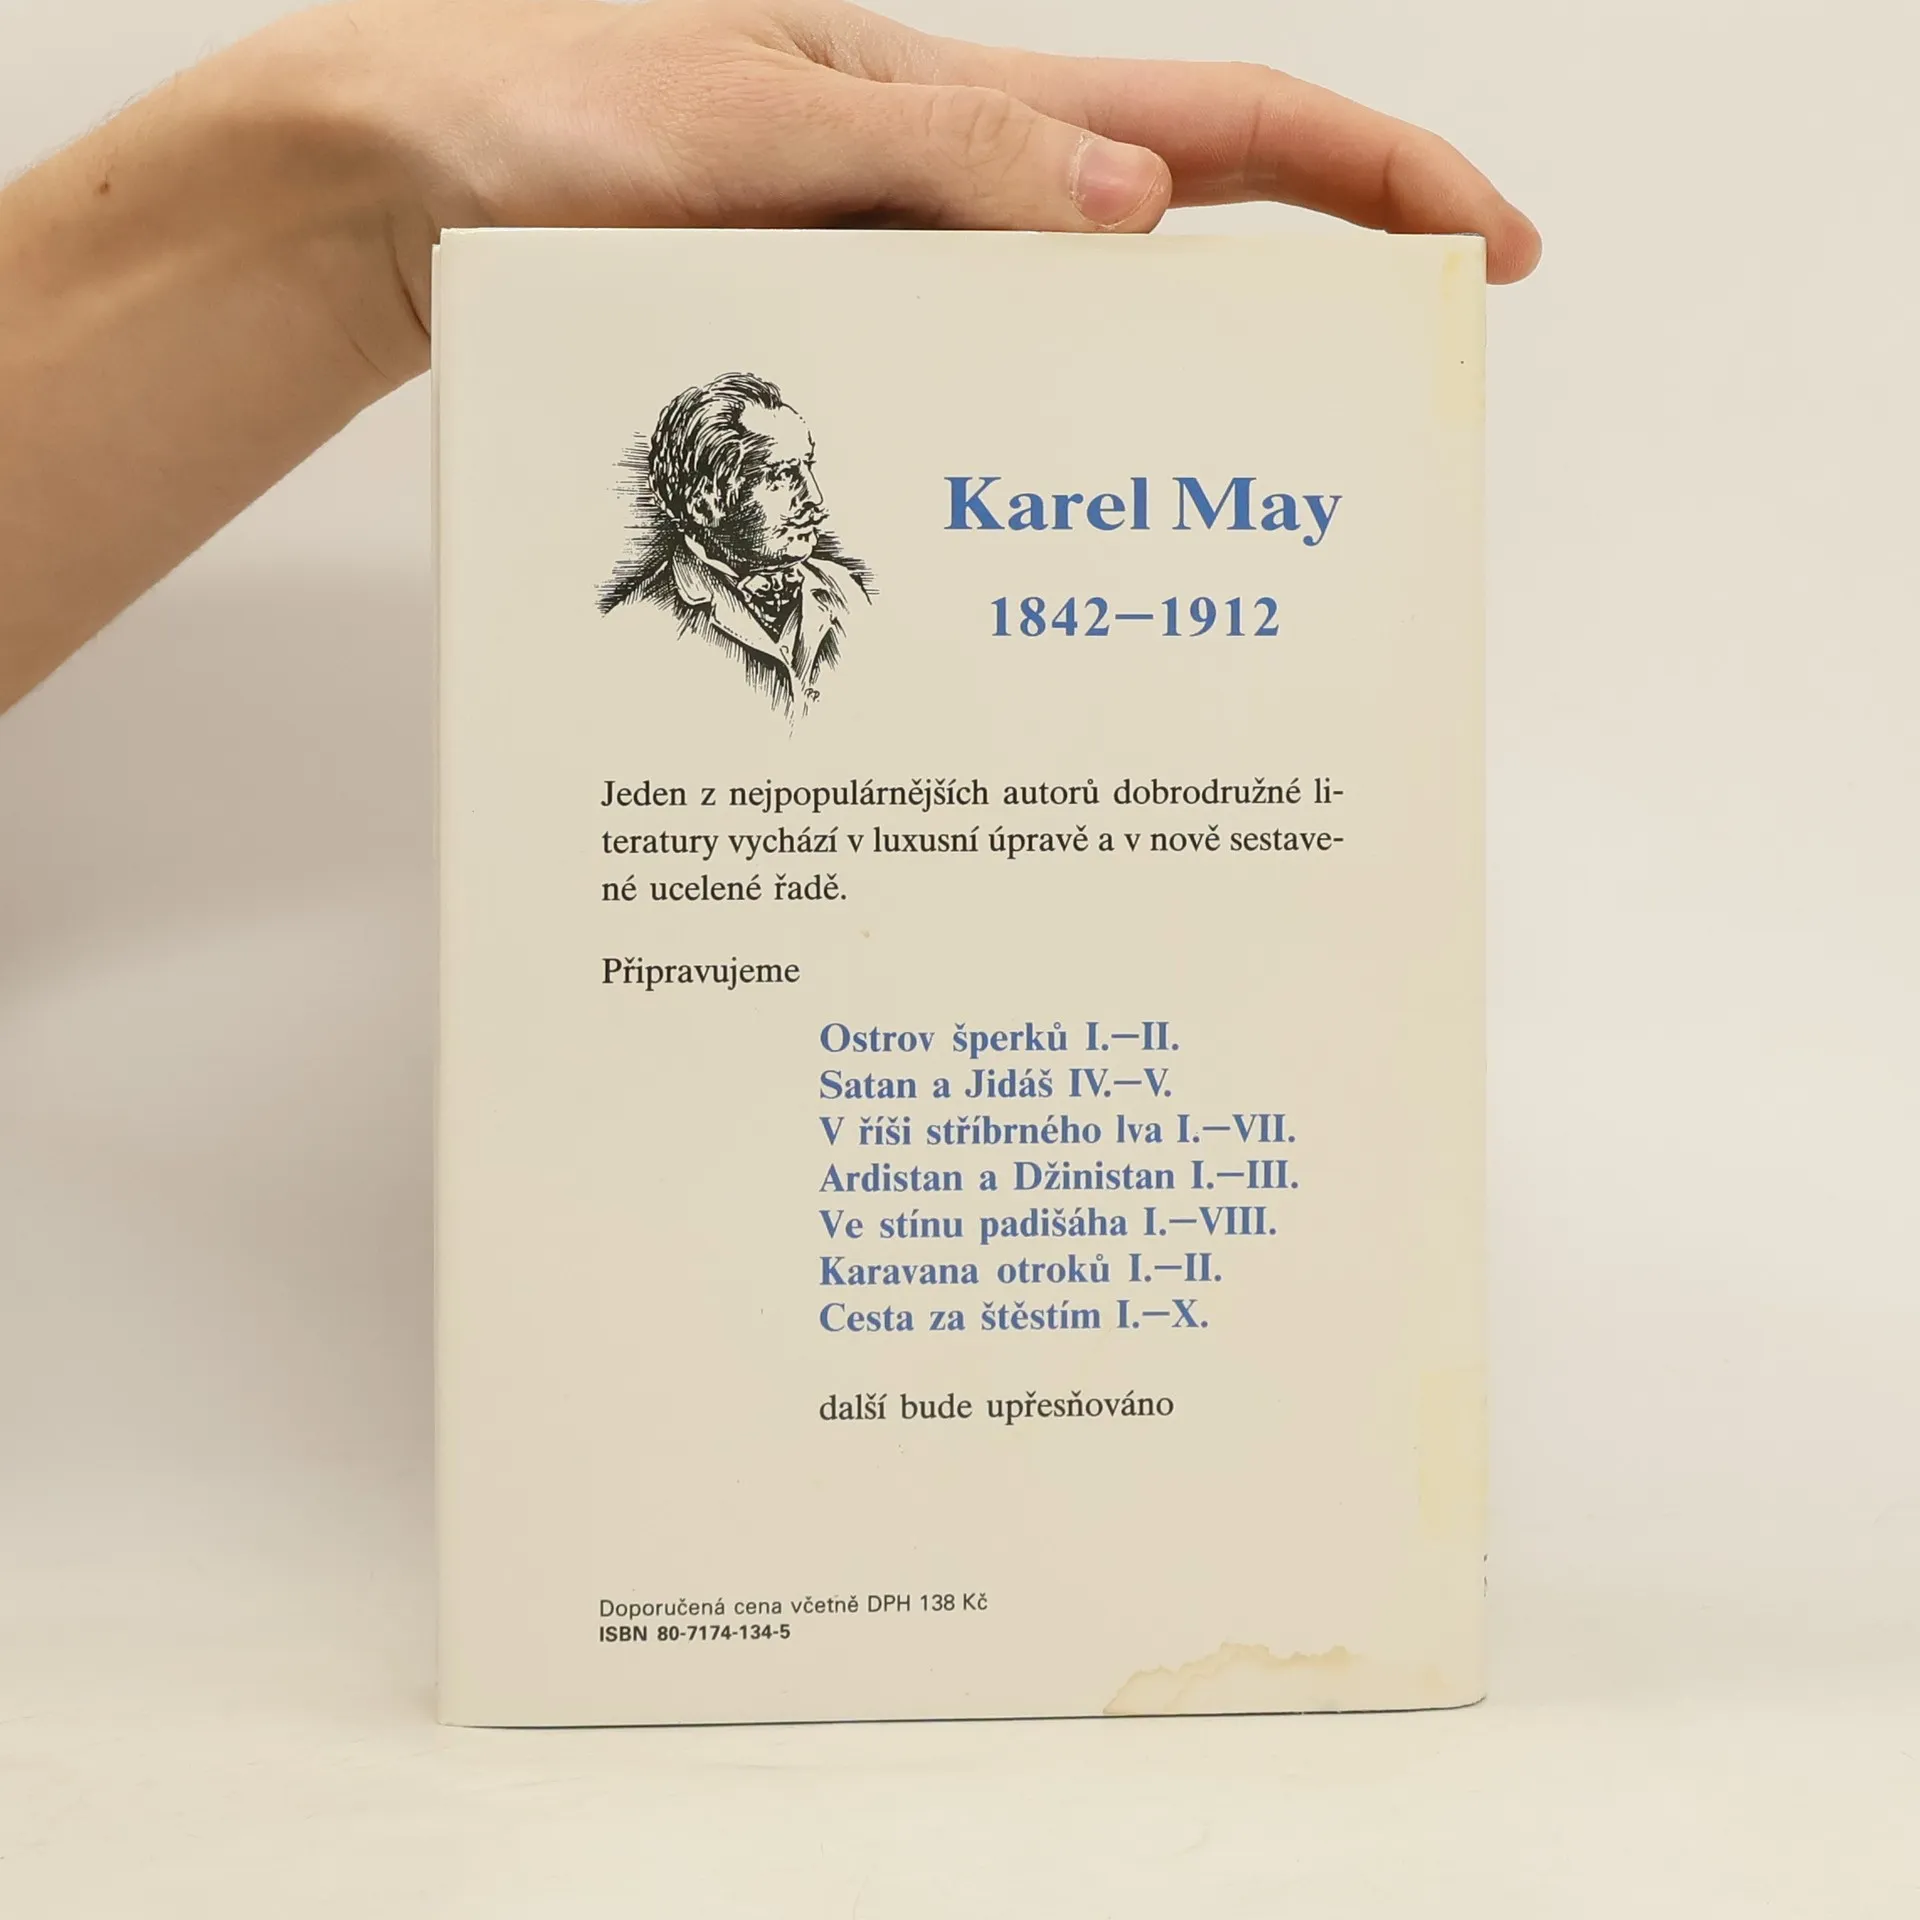 Karel May
1842–1912
Jeden z nejpopulárnějších autorů dobrodružné li-
teratury vychází v luxusní úpravě a v nově sestave-
né ucelené řadě.
Připravujeme
Ostrov šperků I.–II.
Satan a Jidáš IV.–V.
V říši stříbrného lva I.–VII.
Ardistan a Džinistan I.–III.
Ve stínu padišáha I.–VIII.
Karavana otroků I.–II.
Cesta za štěstím I.–X.
další bude upřesňováno
Doporučená cena včetně DPH 138 Kč
ISBN 80-7174-134-5